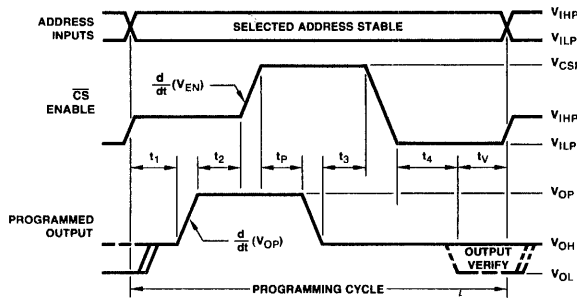 ADDRESS
INPUTS
SELECTED ADDRESS STABLE
VIHP
VILP
VCSP
d/dt (VEN)
CS
ENABLE
VIHP
VILP
t1
t2
tP
t3
t4
tV
VOP
PROGRAMMED
OUTPUT
d/dt (VOP)
OUTPUT
VERIFY
VOH
VOL
PROGRAMMING CYCLE